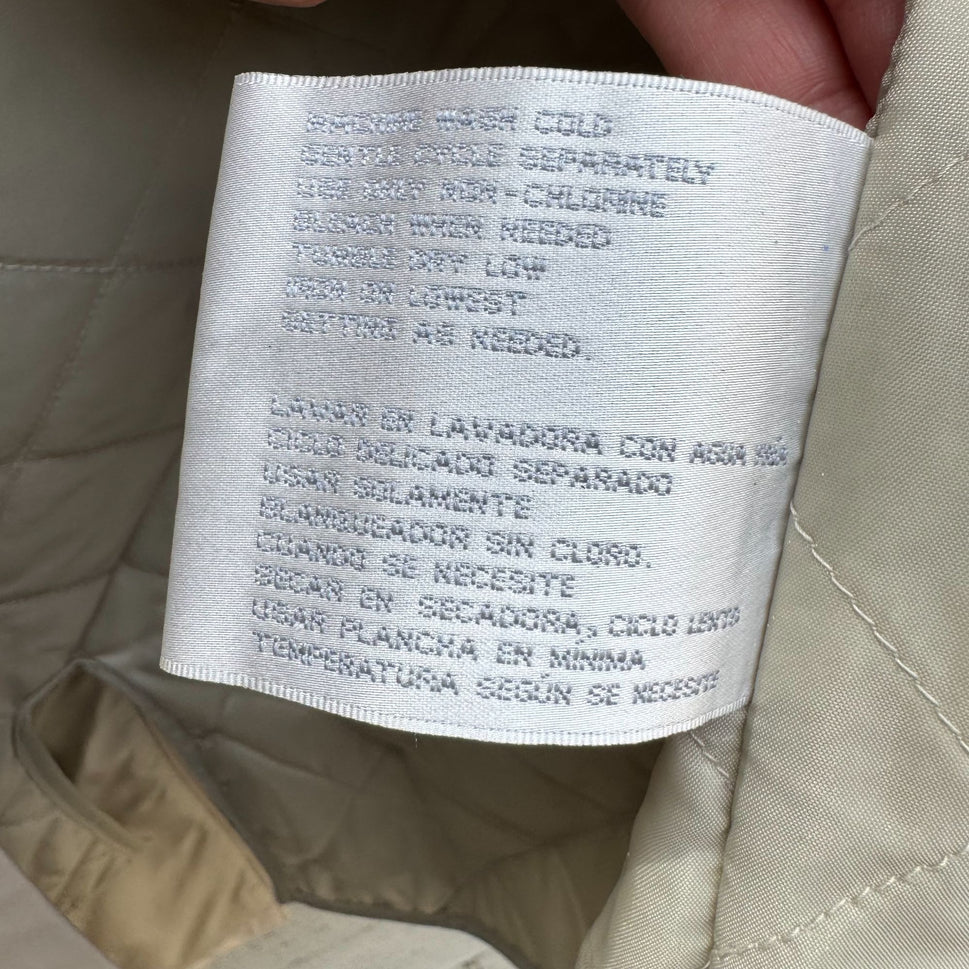 MACHINE WASH COLD
GENTLE CYCLE SEPARATELY
USE ONLY NON-CHLORINE
BLEACH WHEN NEEDED
TUMBLE DRY LOW
IRON ON LOWEST
SETTING AS NEEDED.
LAVAR EN LAVADORA CON AGUA
CICLO DELICADO SEPARADO
USAR SOLAMENTE
BLANQUEADOR SIN CLORO.
CUANDO SE NECESITE
SECAR EN SECADORA, CICLO LENTO
USAR PLANCHA EN MÍNIMA
TEMPERATURA SEGÚN SE NECESITE